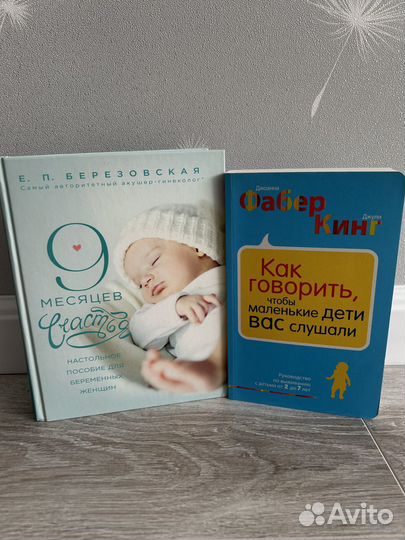 Е. П. БЕРЕЗОВСКАЯ
Самый авторитетный акушер-гинеколог*
9
МЕСЯЦЕВ
Счастья
НАСТОЛЬНОЕ
ПОСОБИЕ ДЛЯ
БЕРЕМЕННЫХ
ЖЕНЩИН
Джоанна
Фабер
Джули
Кинг
Как
говорить,
чтобы
маленькие дети
вас слушали
Руководство
по выживанию
с детьми от 2 до 7 лет
Avito